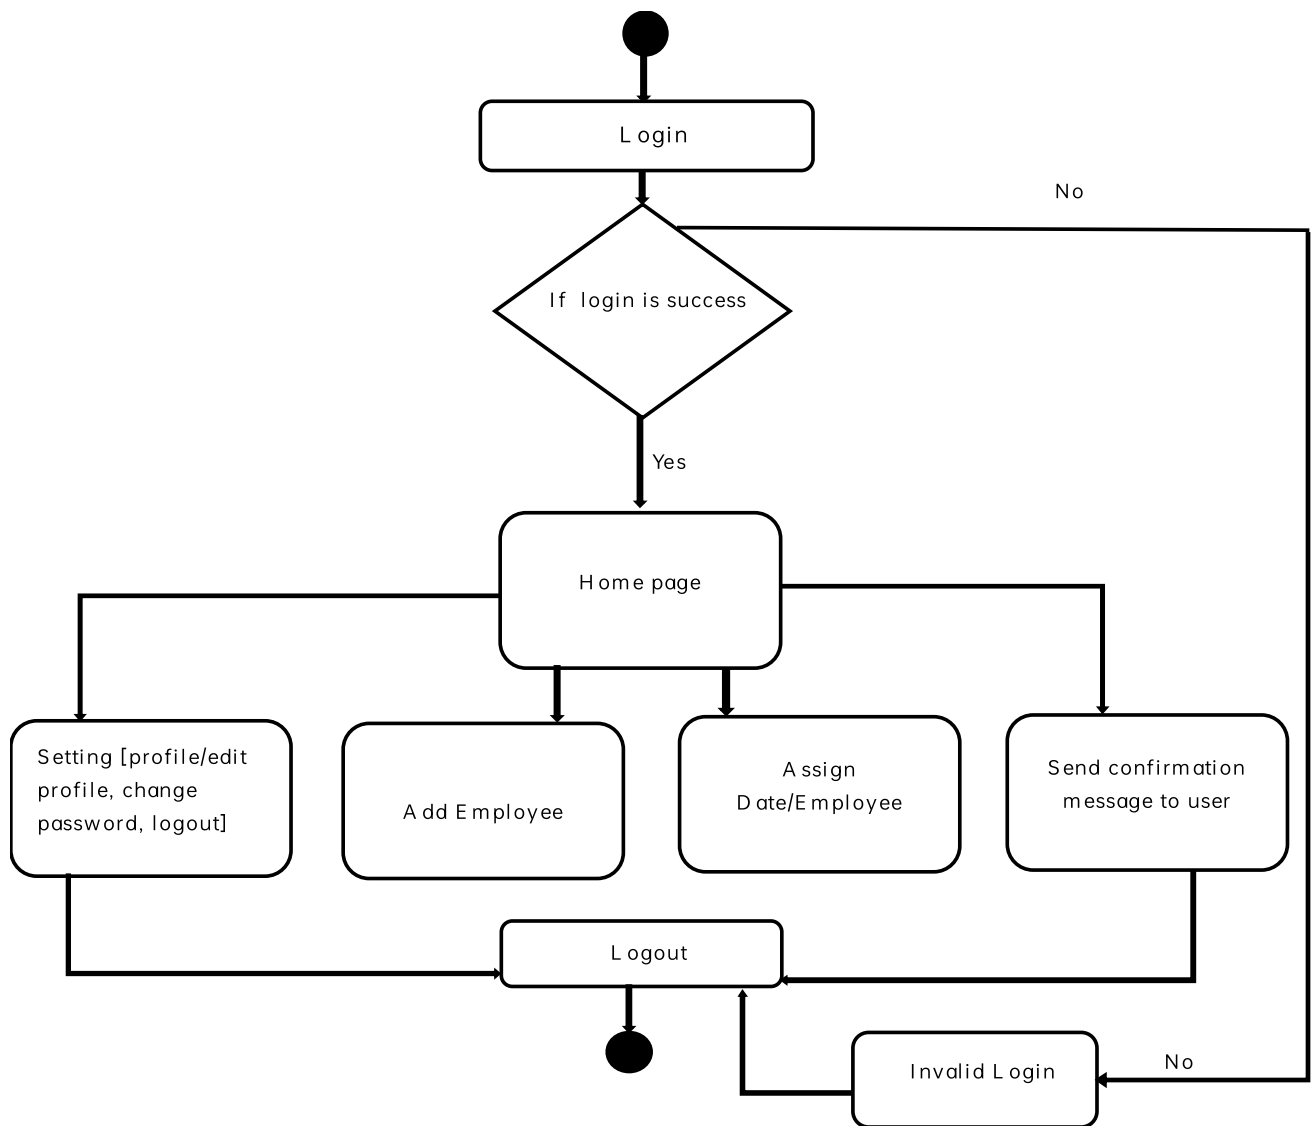 Login
No
If login is success
Yes
Home page
Setting [profile/edit
profile, change
password, logout]
Add Employee
Assign
Date/Employee
Send confirmation
message to user
Logout
Invalid Login
No